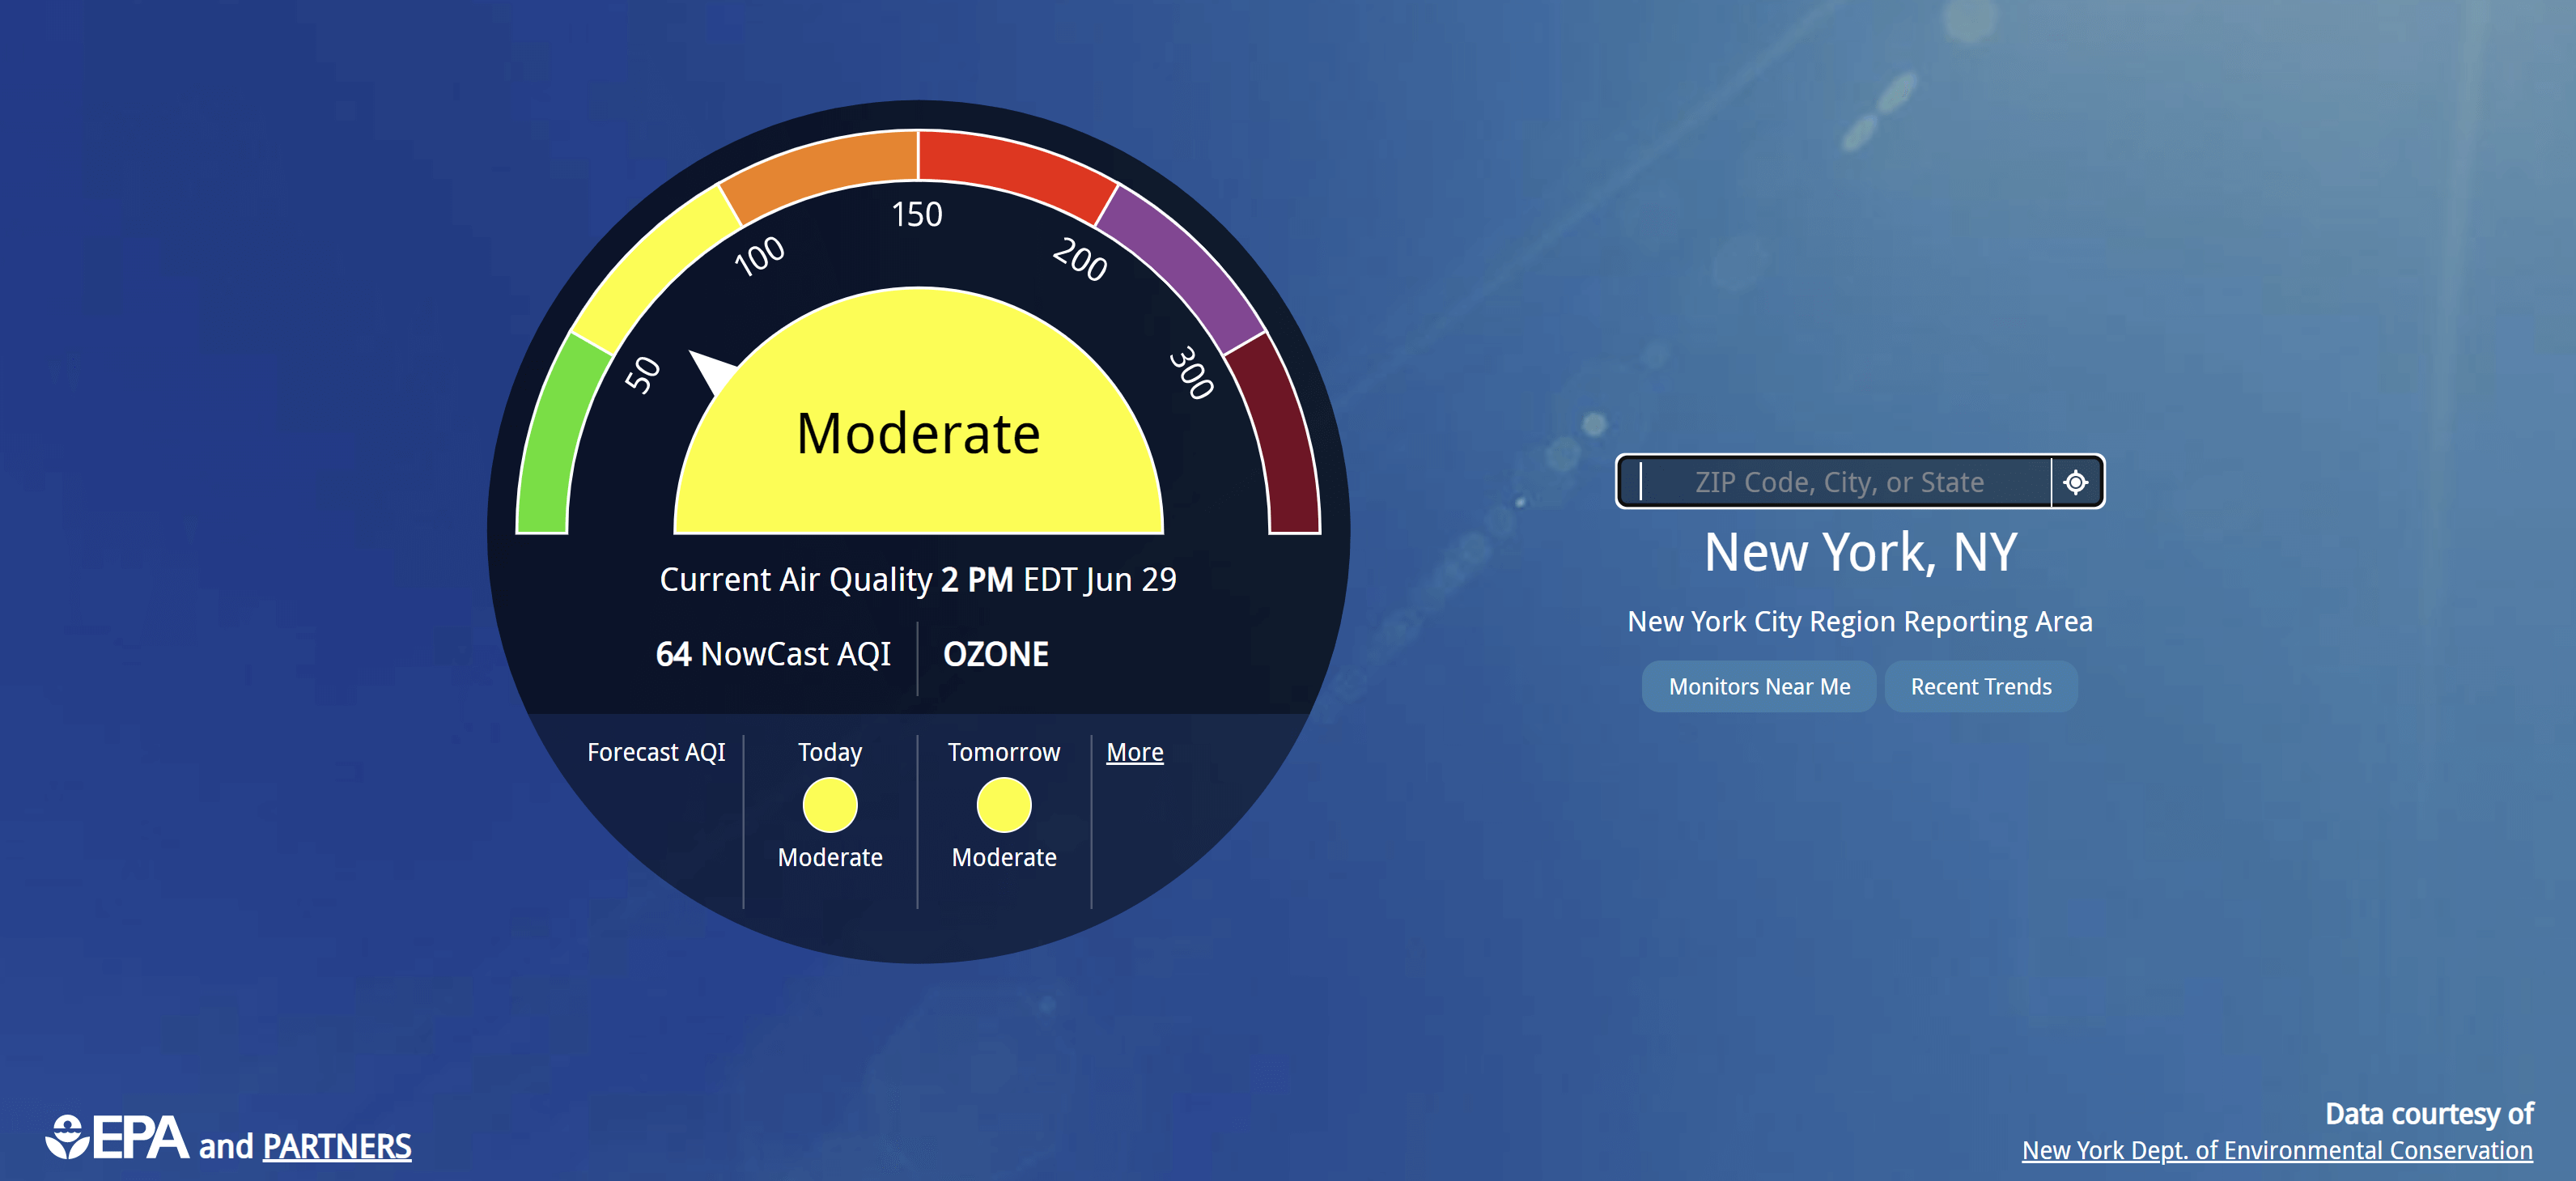 50
100
150
200
300
Moderate
Current Air Quality 2 PM EDT Jun 29
64 NowCast AQI
OZONE
Forecast AQI
Today
Moderate
Tomorrow
Moderate
More
ZIP Code, City, or State
New York, NY
New York City Region Reporting Area
Monitors Near Me
Recent Trends
EPA and PARTNERS
Data courtesy of
New York Dept. of Environmental Conservation